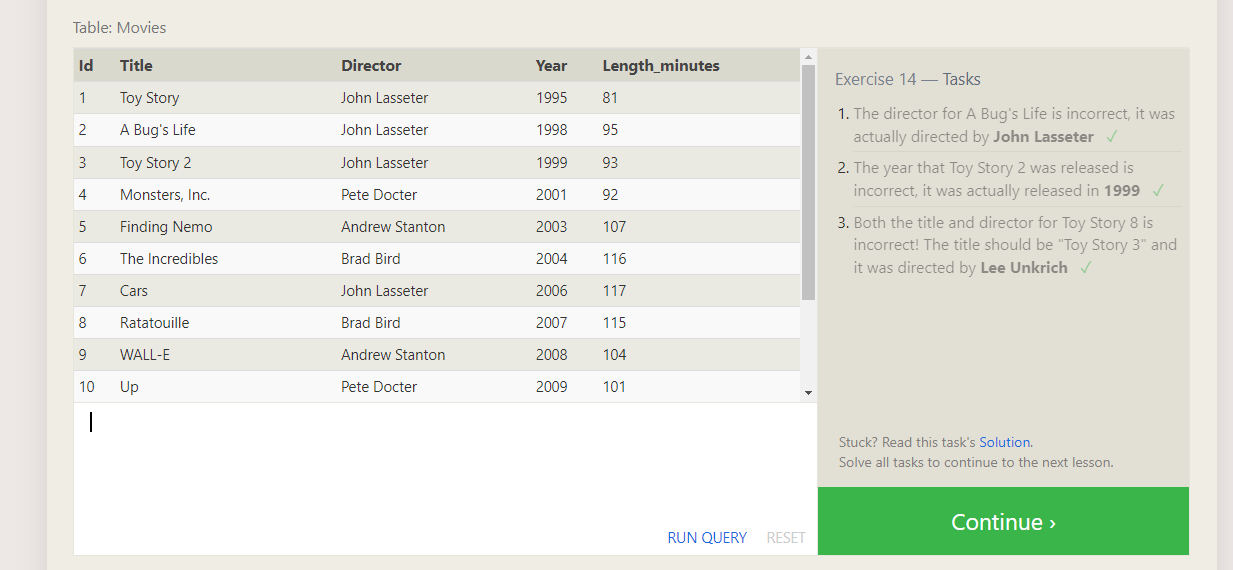 Table: Movies
Id Title Director Year Length_minutes
1 Toy Story John Lasseter 1995 81
2 A Bug's Life John Lasseter 1998 95
3 Toy Story 2 John Lasseter 1999 93
4 Monsters, Inc. Pete Docter 2001 92
5 Finding Nemo Andrew Stanton 2003 107
6 The Incredibles Brad Bird 2004 116
7 Cars John Lasseter 2006 117
8 Ratatouille Brad Bird 2007 115
9 WALL-E Andrew Stanton 2008 104
10 Up Pete Docter 2009 101
RUN QUERY RESET
Exercise 14 — Tasks
1. The director for A Bug's Life is incorrect, it was
actually directed by John Lasseter ✓
2. The year that Toy Story 2 was released is
incorrect, it was actually released in 1999 ✓
3. Both the title and director for Toy Story 8 is
incorrect! The title should be "Toy Story 3" and
it was directed by Lee Unkrich ✓
Stuck? Read this task's Solution.
Solve all tasks to continue to the next lesson.
Continue ›